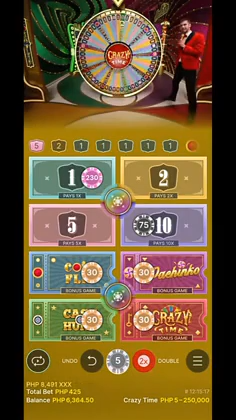 CRAZY TIME
5 2 1 1 1 1 1
1 230 2
PAYS 1X PAYS 2X
5 75 10
PAYS 5X PAYS 10X
30 30 Pachinko
BONUS GAME BONUS GAME
30 30 CRAZY TIME
BONUS GAME BONUS GAME
UNDO 5 2X DOUBLE
PHP 8,491 XXX
Total Bet PHP 425 # 12:15:17
Balance PHP 6,364.50 Crazy Time PHP 5–250,000